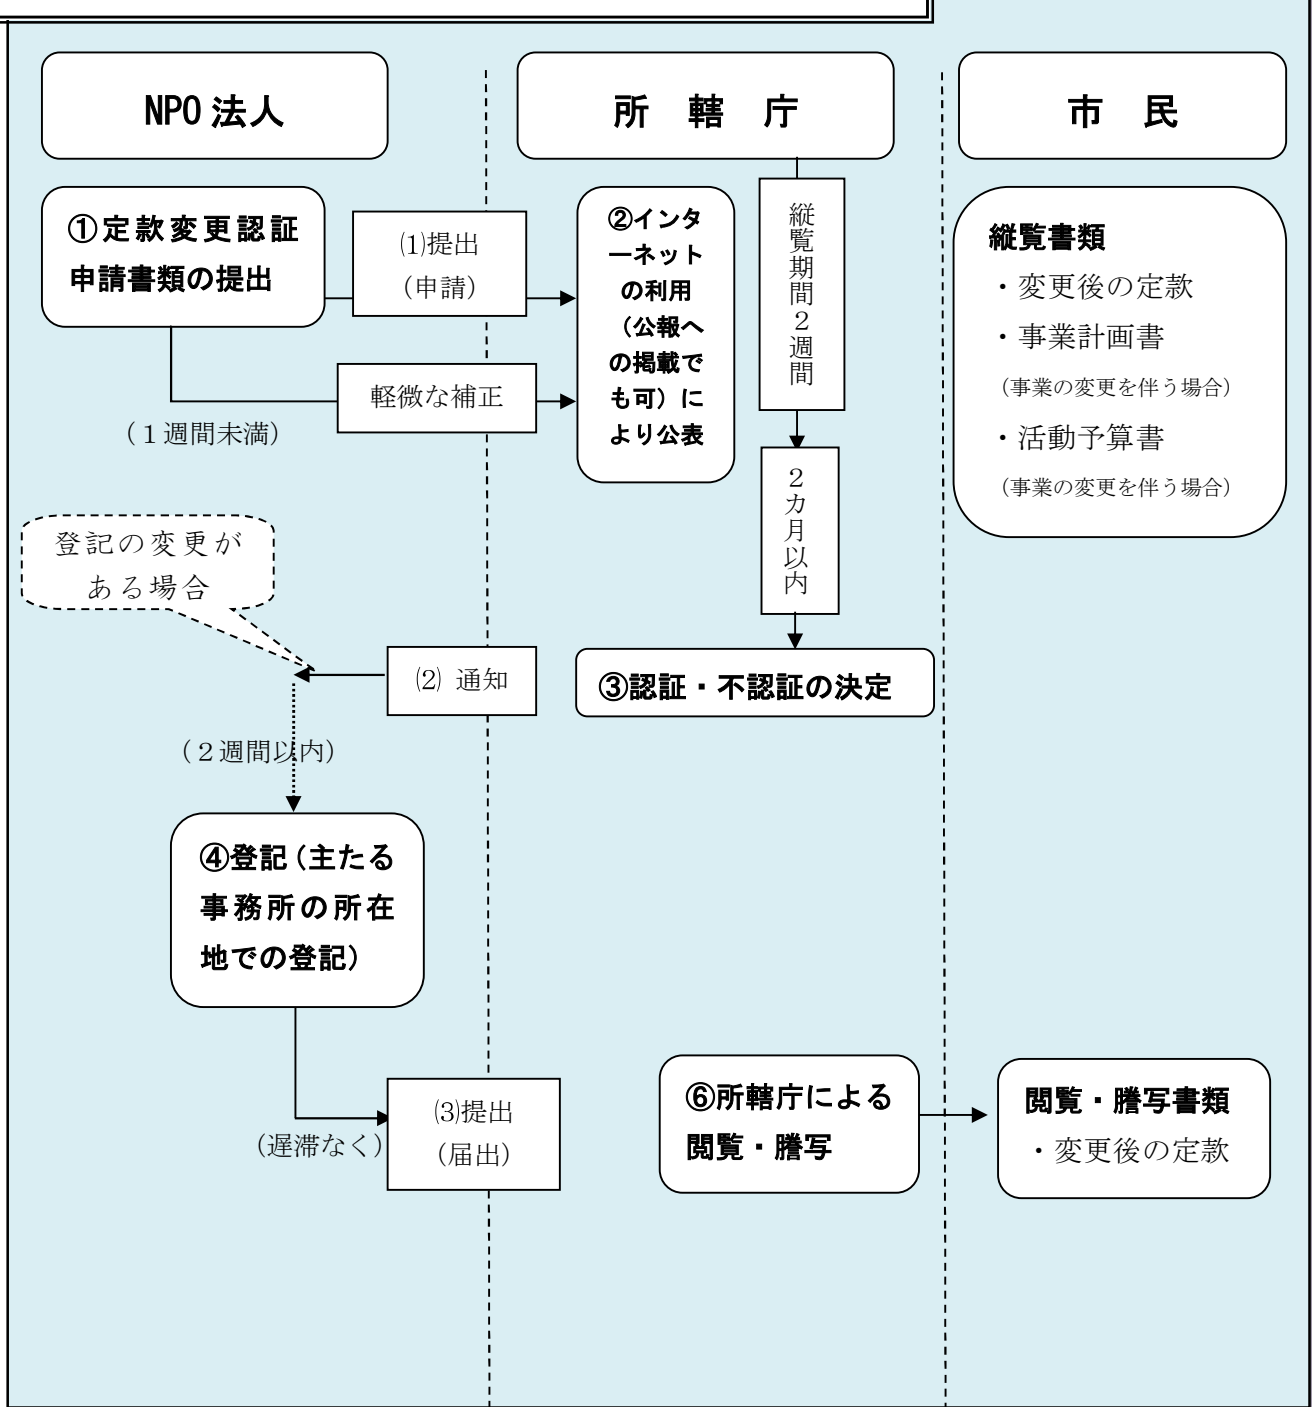 NPO法人
所　轄　庁
市　民
①定款変更認証
申請書類の提出
⑴提出
（申請）
軽微な補正
（１週間未満）
②インタ
ーネット
の利用
（公報へ
の掲載で
も可）に
より公表
縦覧期間２週間
２カ月以内
縦覧書類
・変更後の定款
・事業計画書
（事業の変更を伴う場合）
・活動予算書
（事業の変更を伴う場合）
登記の変更が
ある場合
⑵ 通知
③認証・不認証の決定
（２週間以内）
④登記（主たる
事務所の所在
地での登記）
（遅滞なく）
⑶提出
（届出）
⑥所轄庁による
閲覧・謄写
閲覧・謄写書類
・変更後の定款